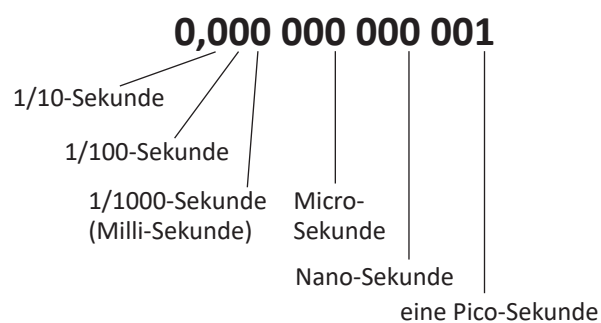 0,000 000 000 001
1/10-Sekunde
1/100-Sekunde
1/1000-Sekunde
(Milli-Sekunde)
Micro-
Sekunde
Nano-Sekunde
eine Pico-Sekunde